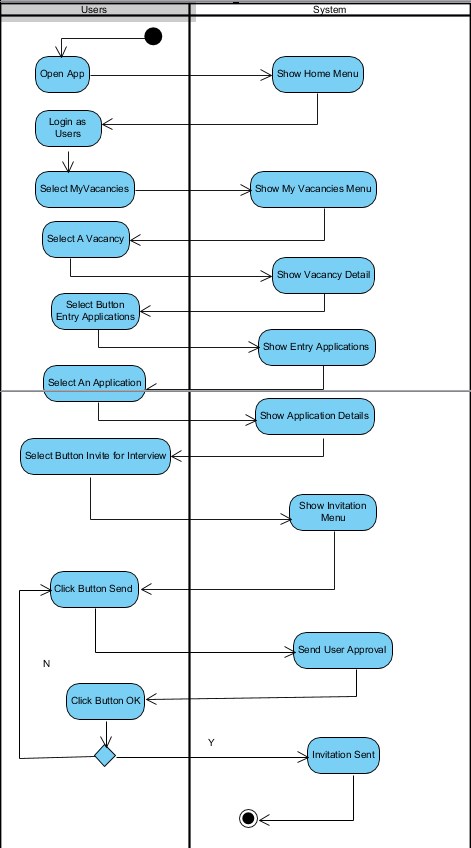 Users
System
Open App
Show Home Menu
Login as
Users
Select MyVacancies
Show My Vacancies Menu
Select A Vacancy
Show Vacancy Detail
Select Button
Entry Applications
Show Entry Applications
Select An Application
Show Application Details
Select Button Invite for Interview
Show Invitation
Menu
Click Button Send
Send User Approval
N
Click Button OK
Y
Invitation Sent